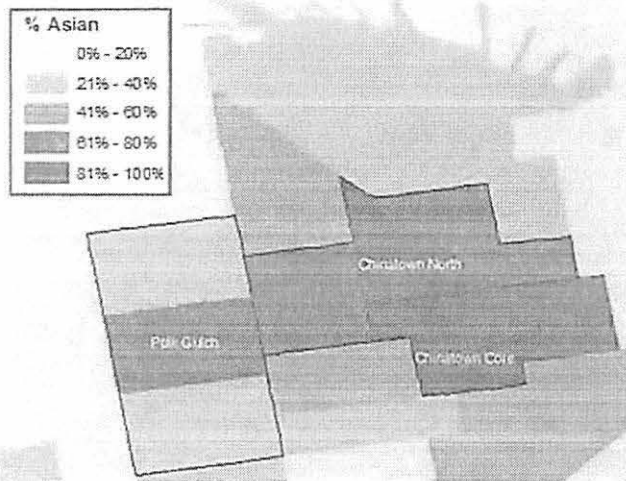 % Asian
0% - 20%
21% - 40%
41% - 60%
61% - 80%
81% - 100%
Chinatown North
Polk Gulch
Chinatown Core